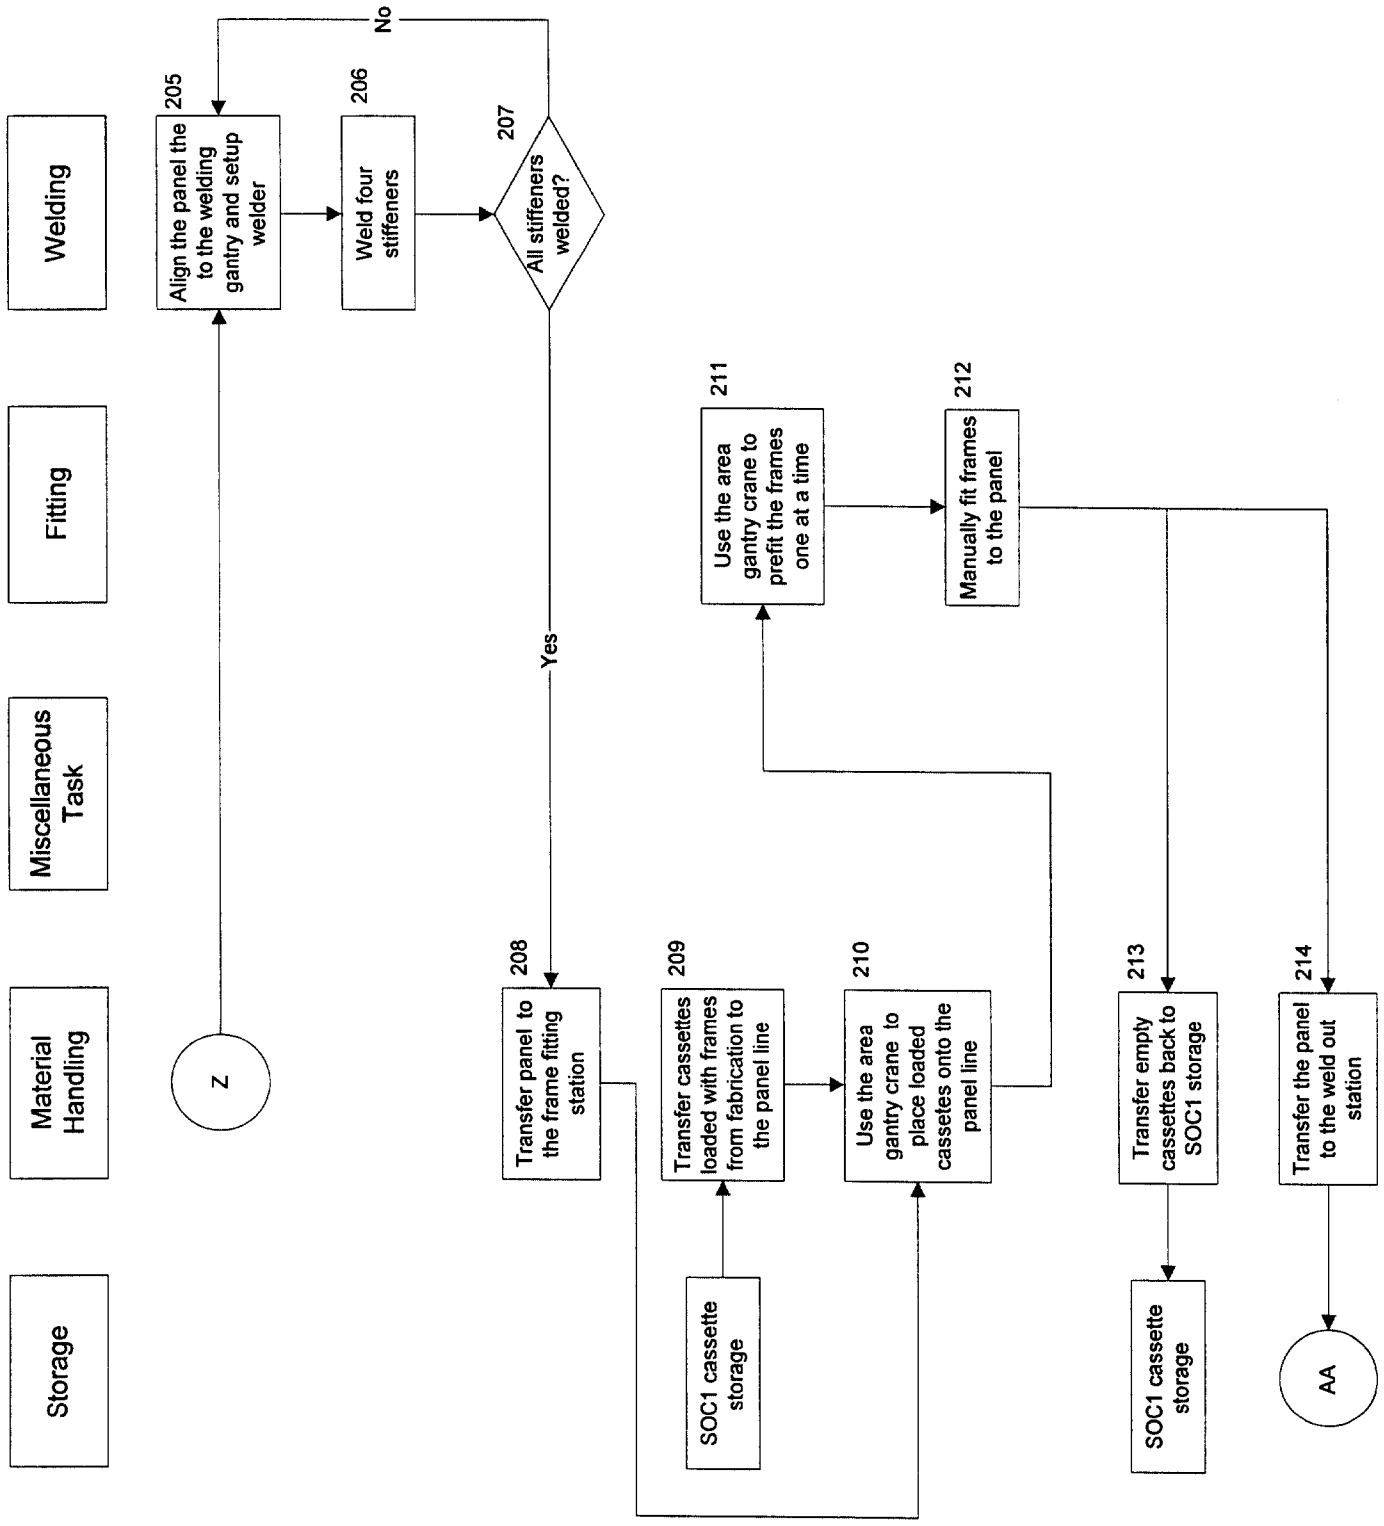 Storage
Material
Handling
Miscellaneous
Task
Fitting
Welding
Z
205
Align the panel the
to the welding
gantry and setup
welder
206
Weld four
stiffeners
207
All stiffeners
welded?
No
Yes
208
Transfer panel to
the frame fitting
station
SOC1 cassette
storage
209
Transfer cassettes
loaded with frames
from fabrication to
the panel line
210
Use the area
gantry crane to
place loaded
cassetes onto the
panel line
211
Use the area
gantry crane to
prefit the frames
one at a time
212
Manually fit frames
to the panel
213
Transfer empty
cassettes back to
SOC1 storage
SOC1 cassette
storage
214
Transfer the panel
to the weld out
station
AA